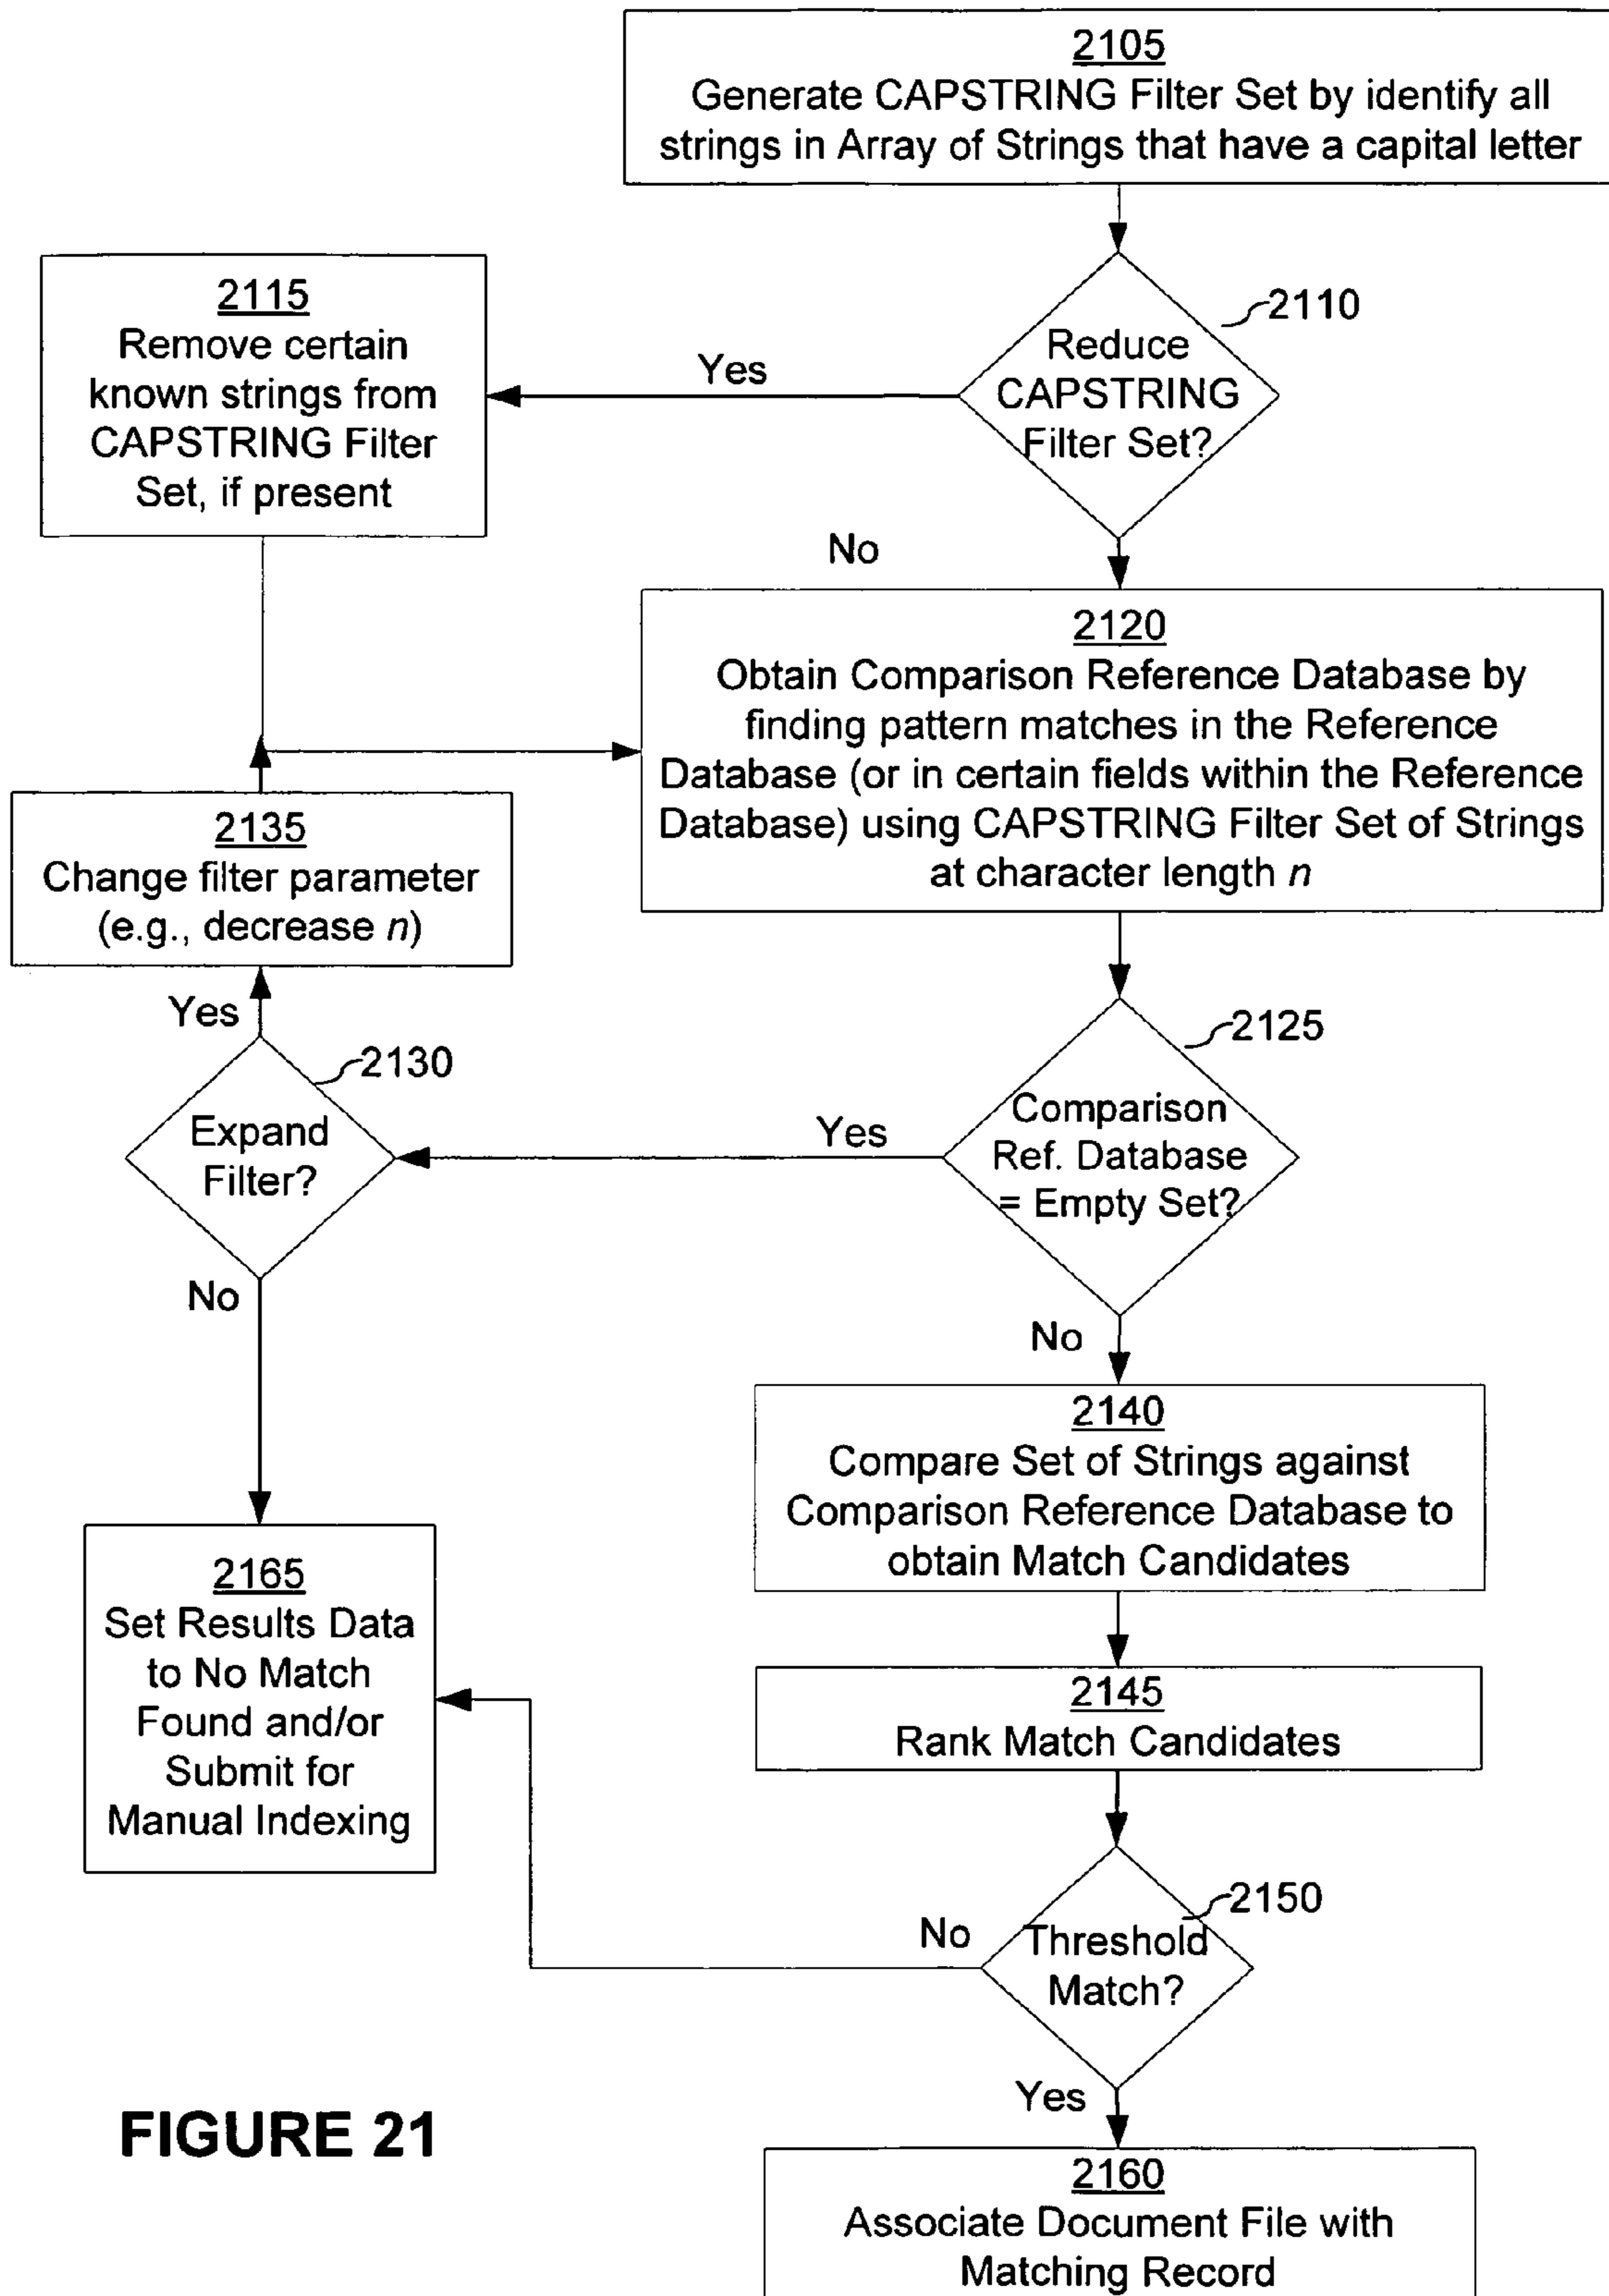 2105
Generate CAPSTRING Filter Set by identify all
strings in Array of Strings that have a capital letter
2110
Reduce
CAPSTRING
Filter Set?
Yes
2115
Remove certain
known strings from
CAPSTRING Filter
Set, if present
No
2120
Obtain Comparison Reference Database by
finding pattern matches in the Reference
Database (or in certain fields within the Reference
Database) using CAPSTRING Filter Set of Strings
at character length n
2135
Change filter parameter
(e.g., decrease n)
Yes
2130
Expand
Filter?
Yes
2125
Comparison
Ref. Database
= Empty Set?
No
No
2140
Compare Set of Strings against
Comparison Reference Database to
obtain Match Candidates
2165
Set Results Data
to No Match
Found and/or
Submit for
Manual Indexing
2145
Rank Match Candidates
2150
Threshold
Match?
No
Yes
FIGURE 21
2160
Associate Document File with
Matching Record